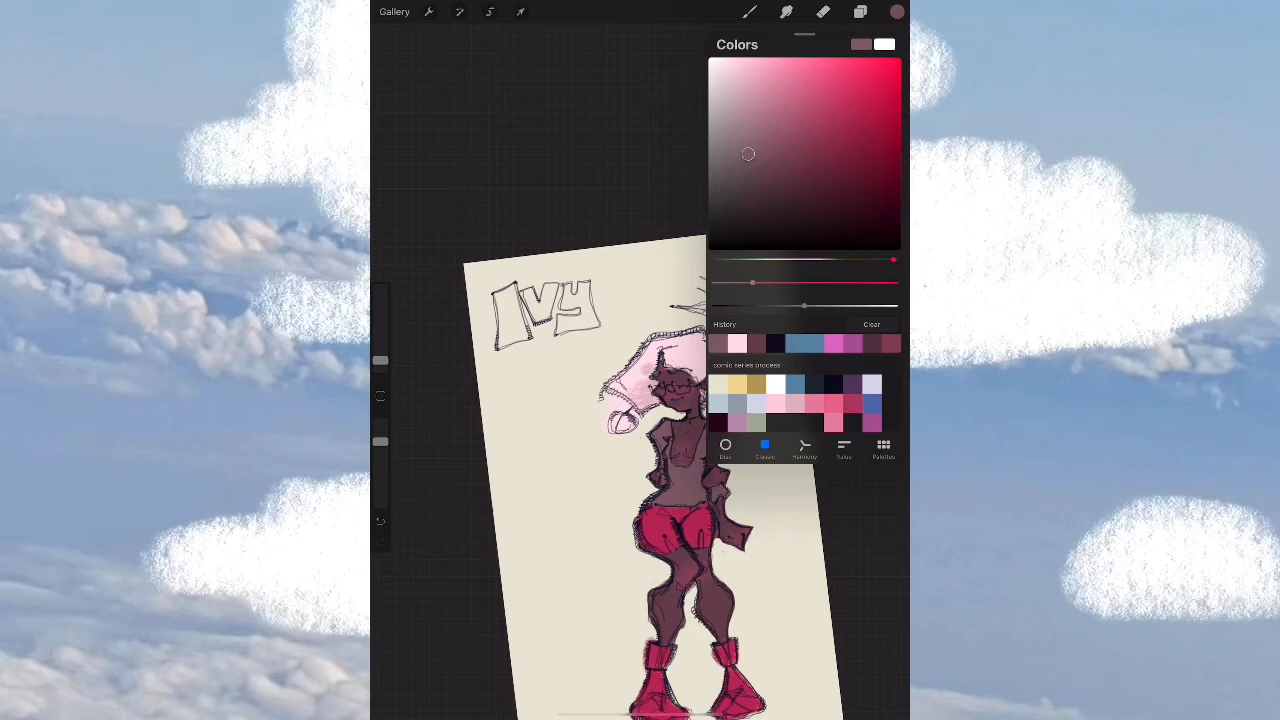 Gallery
Colors
Ivy
History
Clear
comic series process
Disc
Classic
Harmony
Value
Palettes